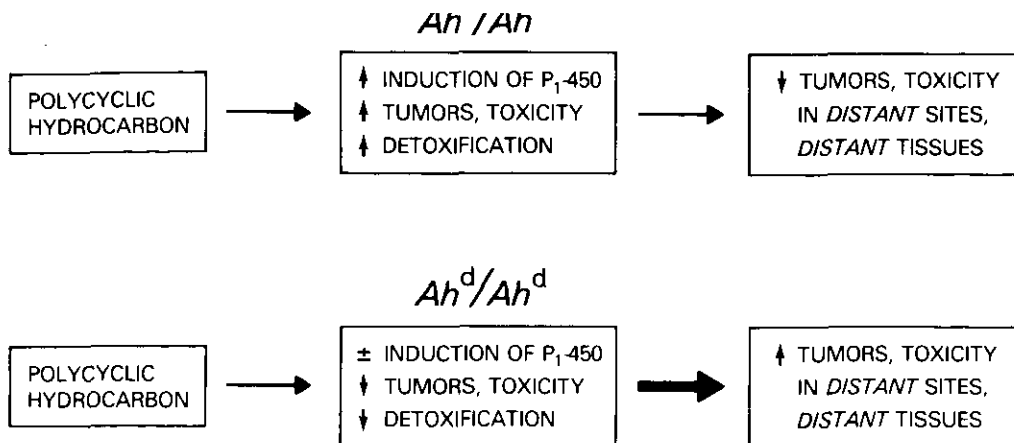 Ah/Ah
POLYCYCLIC
HYDROCARBON
↑ INDUCTION OF P₁-450
↑ TUMORS, TOXICITY
↑ DETOXIFICATION
↓ TUMORS, TOXICITY
IN DISTANT SITES,
DISTANT TISSUES
Ahᵈ/Ahᵈ
POLYCYCLIC
HYDROCARBON
± INDUCTION OF P₁-450
↓ TUMORS, TOXICITY
↓ DETOXIFICATION
↑ TUMORS, TOXICITY
IN DISTANT SITES,
DISTANT TISSUES